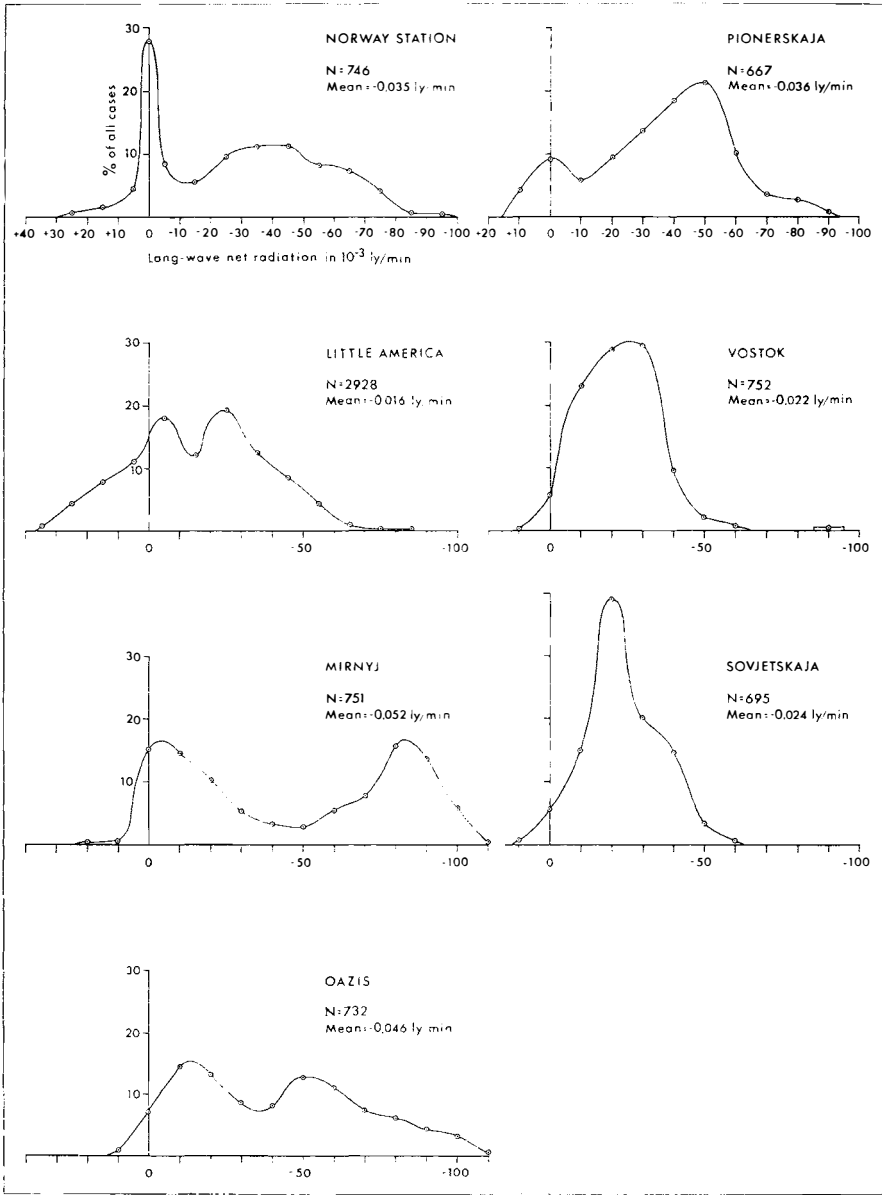 NORWAY STATION
N=746
Mean=-0,035 ly min
% of all cases
30
20
10
+40 +30 +20 +10 0 -10 -20 -30 -40 -50 -60 -70 -80 -90 -100
Long-wave net radiation in 10⁻³ ly/min
PIONERSKAJA
N=667
Mean=-0,036 ly/min
+20 +10 0 -10 -20 -30 -40 -50 -60 -70 -80 -90 -100
LITTLE AMERICA
N=2928
Mean=-0,016 ly, min
30
20
10
0 -50 -100
VOSTOK
N=752
Mean=-0,022 ly/min
0 -50 -100
MIRNYJ
N=751
Mean=-0,052 ly/min
30
20
10
0 -50 -100
SOVJETSKAJA
N=695
Mean=-0,024 ly/min
0 -50 -100
OAZIS
N=732
Mean=-0,046 ly min
30
20
10
0 -50 -100